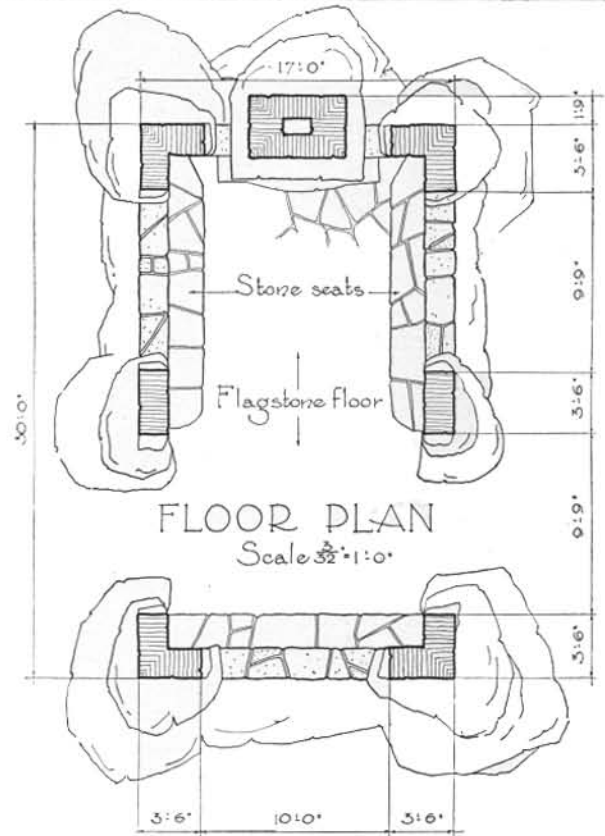 17:0"
1:9"
3:6"
9:9"
Stone seats
3:6"
Flagstone floor
30:0"
9:9"
FLOOR PLAN
Scale 3/32"=1:0"
3:6"
3:6"
10:0"
3:6"